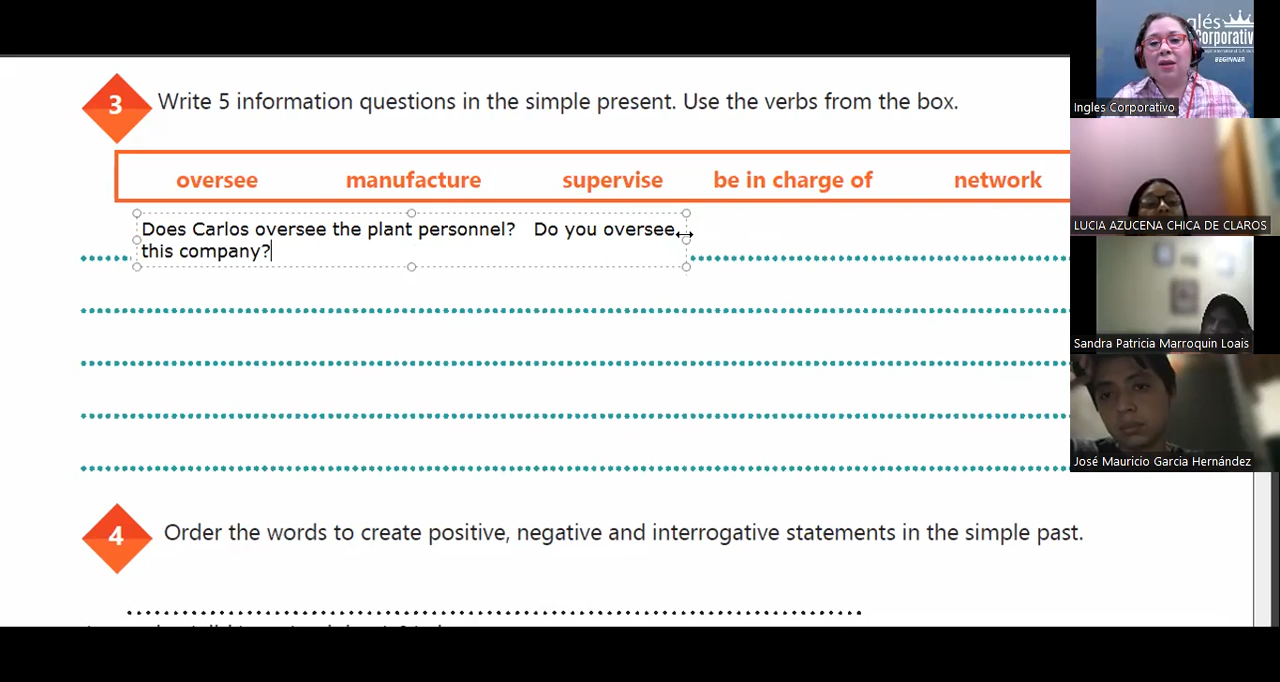 3 Write 5 information questions in the simple present. Use the verbs from the box.
oversee manufacture supervise be in charge of network
Does Carlos oversee the plant personnel? Do you oversee
this company?
4 Order the words to create positive, negative and interrogative statements in the simple past.
glés
corporativ
BEGINNER
Ingles Corporativo
LUCIA AZUCENA CHICA DE CLAROS
Sandra Patricia Marroquin Loais
José Mauricio Garcia Hernández